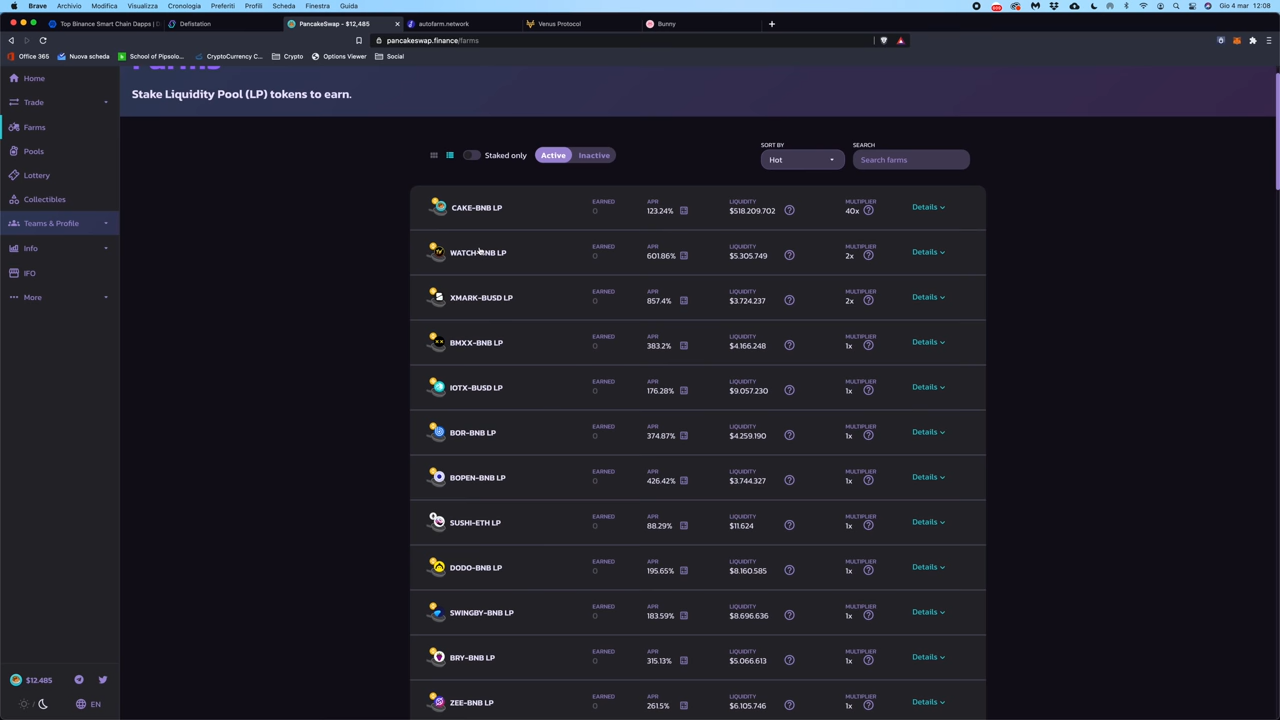 Brave Archivio Modifica Visualizza Cronologia Preferiti Profili Scheda Finestra Guida Gio 4 mar 12:08
Top Binance Smart Chain Dapps | D Defistation PancakeSwap - $12,485 autofarm.network Venus Protocol Bunny
pancakeswap.finance/farms
Office 365 Nuova scheda School of Pipsolo... CryptoCurrency C... Crypto Options Viewer Social
Home
Trade
Farms
Pools
Lottery
Collectibles
Teams & Profile
Info
IFO
More
Farms
Stake Liquidity Pool (LP) tokens to earn.
Staked only Active Inactive
SORT BY SEARCH
Hot Search farms
CAKE-BNB LP EARNED 0 APR 123.24% LIQUIDITY $518.209.702 MULTIPLIER 40x Details
WATCH-BNB LP EARNED 0 APR 601.86% LIQUIDITY $5.305.749 MULTIPLIER 2x Details
XMARK-BUSD LP EARNED 0 APR 857.4% LIQUIDITY $3.724.237 MULTIPLIER 2x Details
BMXX-BNB LP EARNED 0 APR 383.2% LIQUIDITY $4.166.248 MULTIPLIER 1x Details
IOTX-BUSD LP EARNED 0 APR 176.28% LIQUIDITY $9.057.230 MULTIPLIER 1x Details
BOR-BNB LP EARNED 0 APR 374.87% LIQUIDITY $4.259.190 MULTIPLIER 1x Details
BOPEN-BNB LP EARNED 0 APR 426.42% LIQUIDITY $3.744.327 MULTIPLIER 1x Details
SUSHI-ETH LP EARNED 0 APR 88.29% LIQUIDITY $11.624 MULTIPLIER 1x Details
DODO-BNB LP EARNED 0 APR 195.65% LIQUIDITY $8.160.585 MULTIPLIER 1x Details
SWINGBY-BNB LP EARNED 0 APR 183.59% LIQUIDITY $8.696.636 MULTIPLIER 1x Details
BRY-BNB LP EARNED 0 APR 315.13% LIQUIDITY $5.066.613 MULTIPLIER 1x Details
ZEE-BNB LP EARNED 0 APR 261.5% LIQUIDITY $6.105.746 MULTIPLIER 1x Details
$12.485
EN